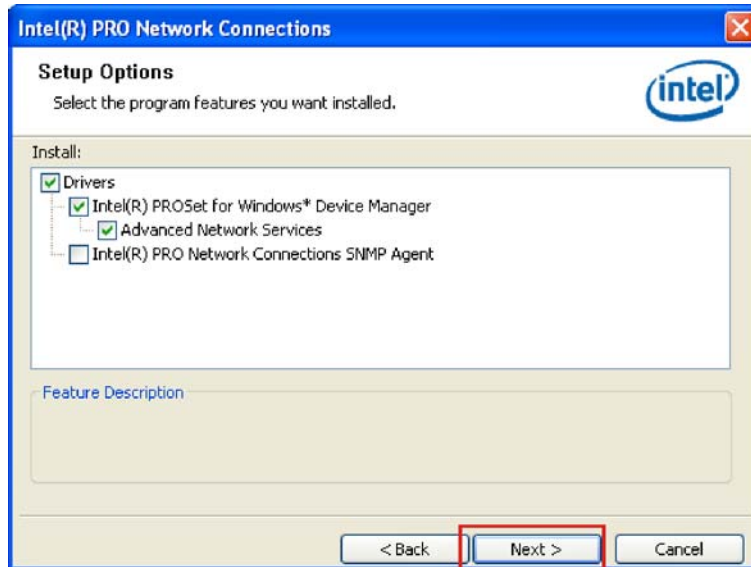 Intel(R) PRO Network Connections
Setup Options
Select the program features you want installed.
intel
Install:
Drivers
Intel(R) PROSet for Windows* Device Manager
Advanced Network Services
Intel(R) PRO Network Connections SNMP Agent
Feature Description
< Back
Next >
Cancel